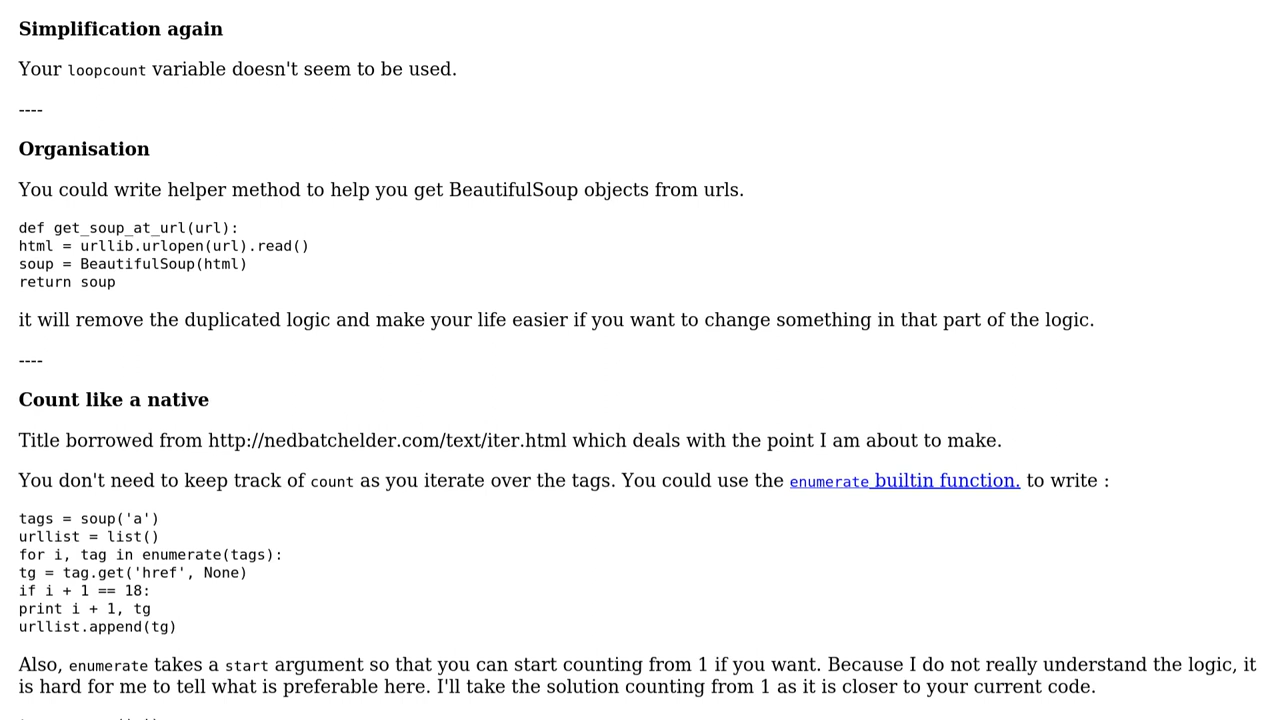 Simplification again
Your loopcount variable doesn't seem to be used.
----
Organisation
You could write helper method to help you get BeautifulSoup objects from urls.
def get_soup_at_url(url):
html = urllib.urlopen(url).read()
soup = BeautifulSoup(html)
return soup
it will remove the duplicated logic and make your life easier if you want to change something in that part of the logic.
----
Count like a native
Title borrowed from http://nedbatchelder.com/text/iter.html which deals with the point I am about to make.
You don't need to keep track of count as you iterate over the tags. You could use the enumerate builtin function. to write :
tags = soup('a')
urllist = list()
for i, tag in enumerate(tags):
tg = tag.get('href', None)
if i + 1 == 18:
print i + 1, tg
urllist.append(tg)
Also, enumerate takes a start argument so that you can start counting from 1 if you want. Because I do not really understand the logic, it
is hard for me to tell what is preferable here. I'll take the solution counting from 1 as it is closer to your current code.